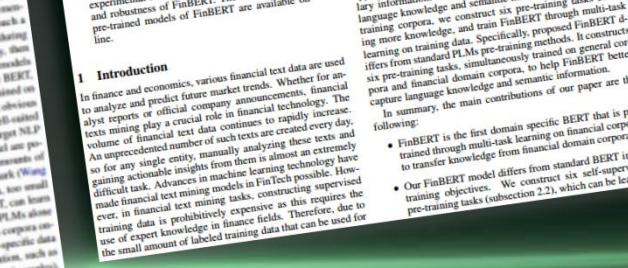 experimental
and robustness of FinBERT. The
pre-trained models of FinBERT are available on
line.
1 Introduction
In finance and economics, various financial text data are used
to analyze and predict future market trends. Whether for an-
alyst reports or official company announcements, financial
texts mining play a crucial role in financial technology. The
volume of financial text data continues to rapidly increase.
An unprecedented number of such texts are created every day,
so for any single entity, manually analyzing these texts and
gaining actionable insights from them is almost an extremely
difficult task. Advances in machine learning technology have
made financial text mining models in FinTech possible. How-
ever, in financial text mining tasks, constructing supervised
training data is prohibitively expensive as this requires the
use of expert knowledge in finance fields. Therefore, due to
the small amount of labeled training data that can be used for
lary
language knowledge and semantic
training corpora, we construct six pre-training tasks
ing more knowledge, and train FinBERT through multi-task
learning on training data. Specifically, proposed FinBERT d-
iffers from standard PLMs pre-training methods. It constructs
six pre-training tasks, simultaneously trained on general cor-
pora and financial domain corpora, to help FinBERT better
capture language knowledge and semantic information.
In summary, the main contributions of our paper are the
following:
• FinBERT is the first domain specific BERT that is p
trained through multi-task learning on financial corpo
to transfer knowledge from financial domain corpora
• Our FinBERT model differs from standard BERT in
training objectives. We construct six self-superv
pre-training tasks (subsection 2.2), which can be lea